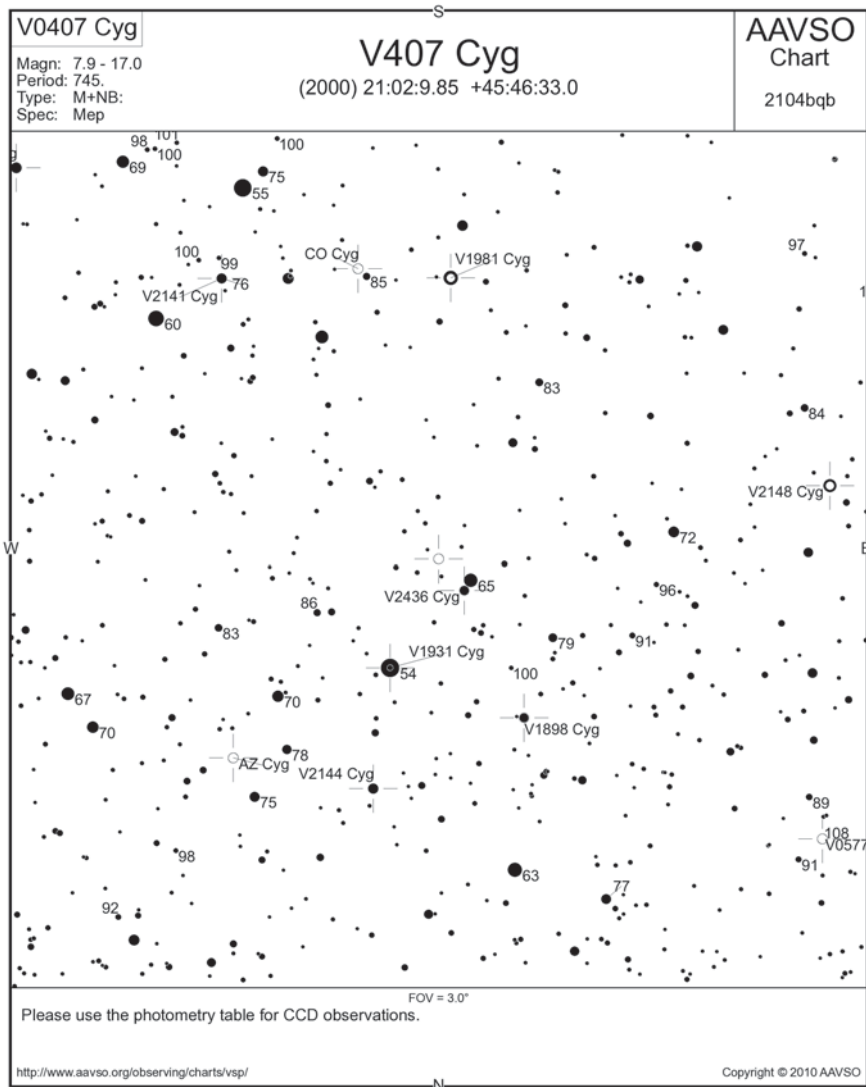 S
V0407 Cyg
Magn: 7.9 - 17.0
Period: 745.
Type: M+NB:
Spec: Mep
V407 Cyg
(2000) 21:02:9.85 +45:46:33.0
AAVSO
Chart
2104bqb
101
98
100
100
g
69
75
55
100
99
CO Cyg
V1981 Cyg
97
V2141 Cyg
76
85
1
60
83
84
V2148 Cyg
72
W
E
65
V2436 Cyg
96
86
83
79
91
V1931 Cyg
54
100
67
70
70
V1898 Cyg
78
AZ Cyg
V2144 Cyg
75
89
108
V0577
98
91
63
77
92
FOV = 3.0°
Please use the photometry table for CCD observations.
http://www.aavso.org/observing/charts/vsp/
Copyright © 2010 AAVSO
N